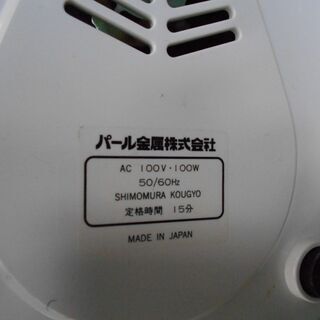 パール金属株式会社
AC 100V・100W
50/60Hz
SHIMOMURA KOUGYO
定格時間 15分
MADE IN JAPAN